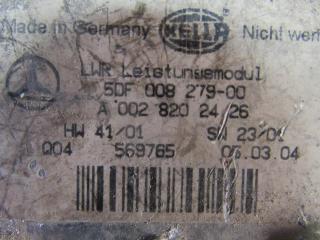 Made in Germany HELLA Nicht wer
LWR Leistungsmodul
5DF 008 279-00
A 002 820 24 26
HW 41/01 SW 23/01
Q04 569765 05.03.04